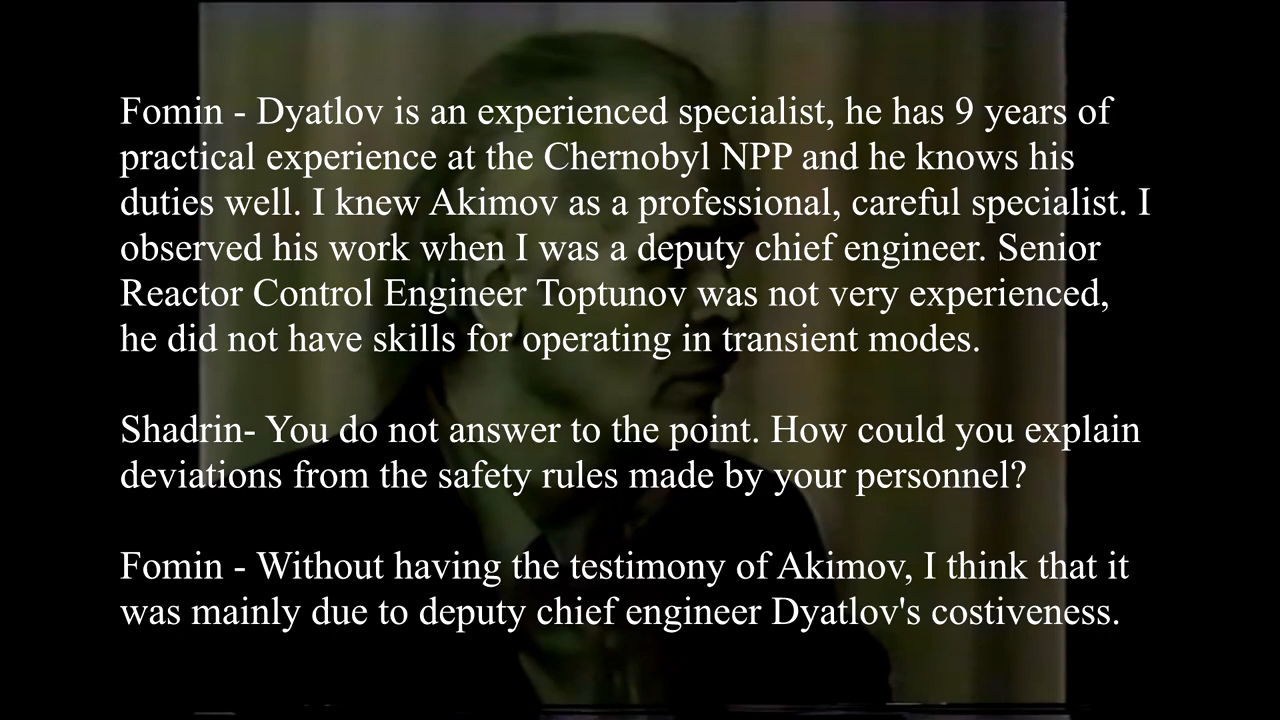 Fomin - Dyatlov is an experienced specialist, he has 9 years of
practical experience at the Chernobyl NPP and he knows his
duties well. I knew Akimov as a professional, careful specialist. I
observed his work when I was a deputy chief engineer. Senior
Reactor Control Engineer Toptunov was not very experienced,
he did not have skills for operating in transient modes.
Shadrin- You do not answer to the point. How could you explain
deviations from the safety rules made by your personnel?
Fomin - Without having the testimony of Akimov, I think that it
was mainly due to deputy chief engineer Dyatlov's costiveness.